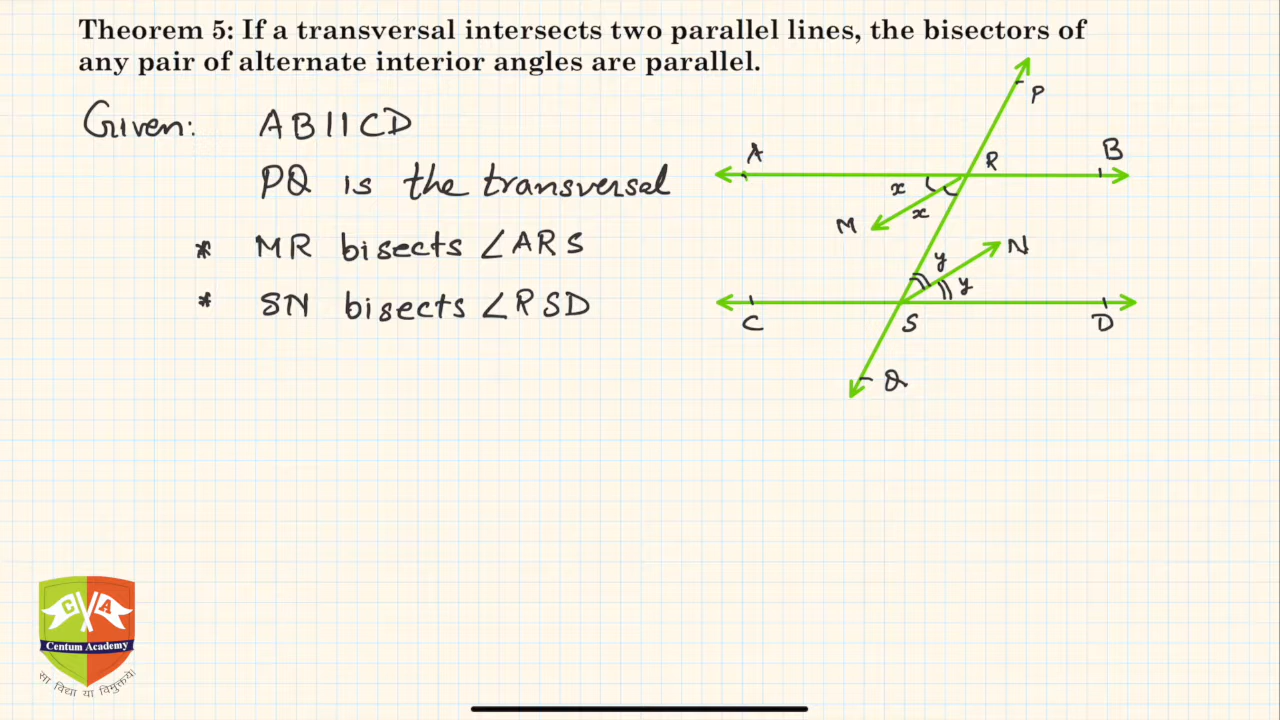 Theorem 5: If a transversal intersects two parallel lines, the bisectors of
any pair of alternate interior angles are parallel.
Given: AB||CD
PQ is the transversal
* MR bisects ∠ARS
* SN bisects ∠RSD
P
A
R
B
x
x
M
N
y
y
C
S
D
Q
C A
Centum Academy
सा विद्या या विमुक्तये।